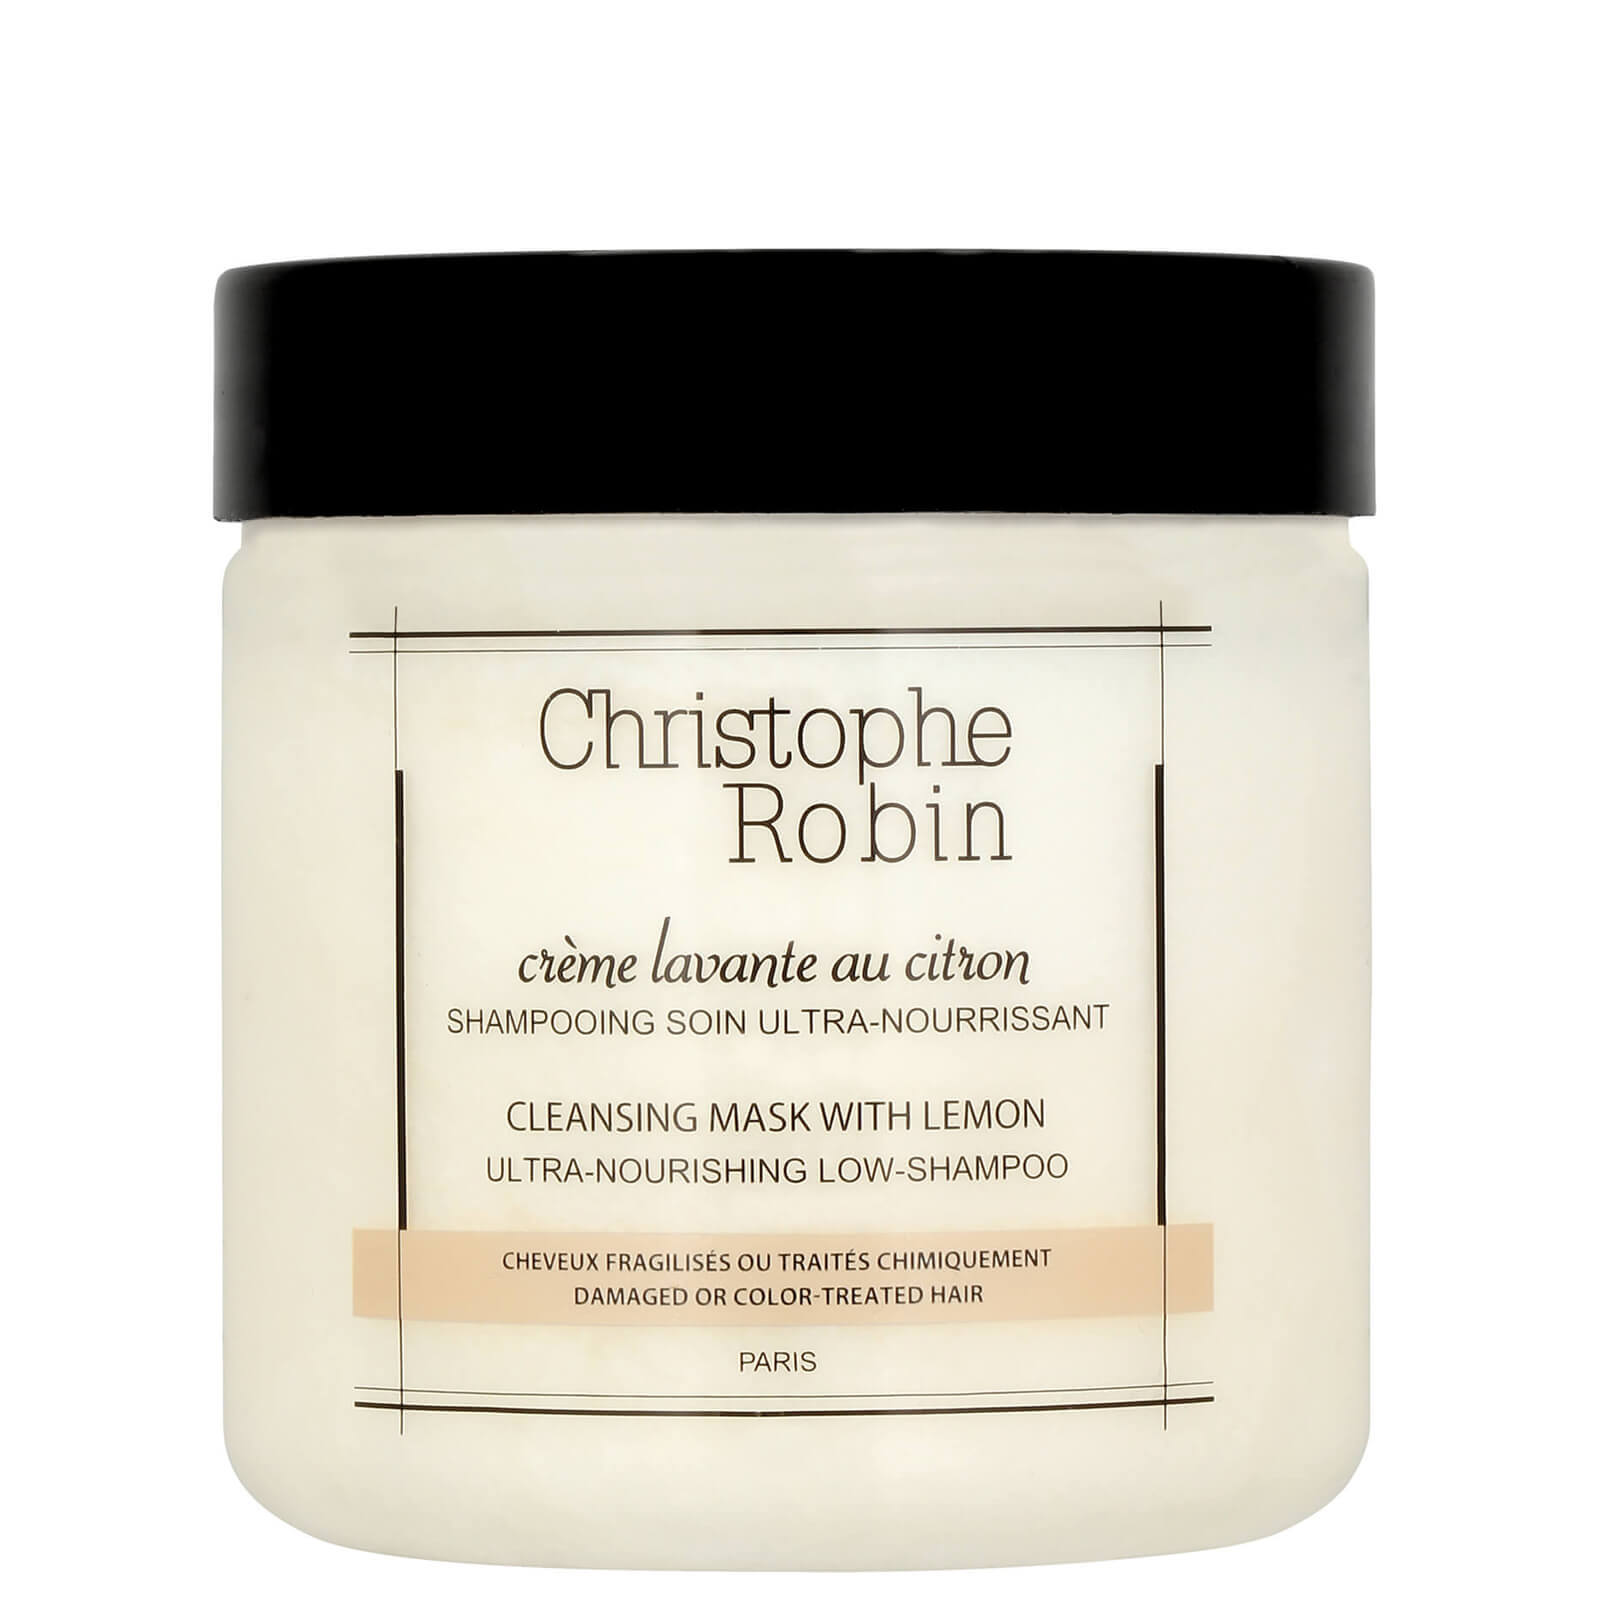 Christophe
Robin
crème lavante au citron
SHAMPOOING SOIN ULTRA-NOURRISSANT
CLEANSING MASK WITH LEMON
ULTRA-NOURISHING LOW-SHAMPOO
CHEVEUX FRAGILISÉS OU TRAITÉS CHIMIQUEMENT
DAMAGED OR COLOR-TREATED HAIR
PARIS